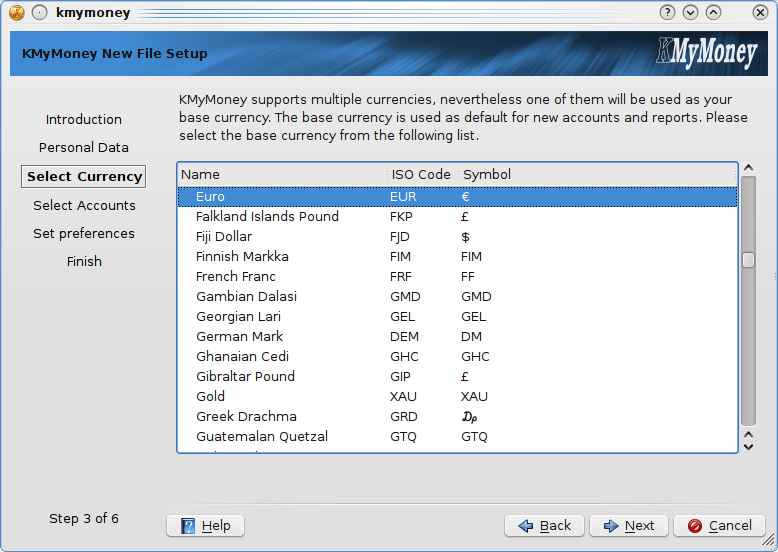 kmymoney
KMyMoney New File Setup
KMyMoney
Introduction
Personal Data
Select Currency
Select Accounts
Set preferences
Finish
KMyMoney supports multiple currencies, nevertheless one of them will be used as your
base currency. The base currency is used as default for new accounts and reports. Please
select the base currency from the following list.
Name ISO Code Symbol
Euro EUR €
Falkland Islands Pound FKP £
Fiji Dollar FJD $
Finnish Markka FIM FIM
French Franc FRF FF
Gambian Dalasi GMD GMD
Georgian Lari GEL GEL
German Mark DEM DM
Ghanaian Cedi GHC GHC
Gibraltar Pound GIP £
Gold XAU XAU
Greek Drachma GRD ₯
Guatemalan Quetzal GTQ GTQ
Step 3 of 6
Help
Back
Next
Cancel